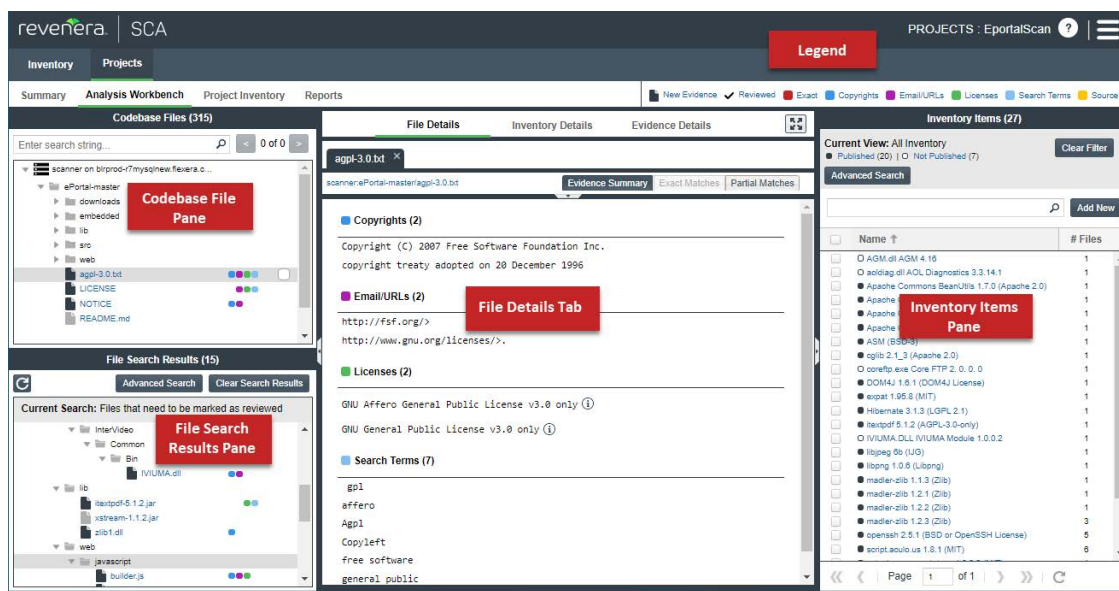 revenera. SCA
PROJECTS : EportalScan ?
Legend
Inventory Projects
Summary Analysis Workbench Project Inventory Reports
New Evidence Reviewed Exact Copyrights Email/URLs Licenses Search Terms Source
Codebase Files (315)
Enter search string... < 0 of 0 >
scanner on blrprod-r7mysqlnew.flexera.c...
ePortal-master
downloads
embedded
lib
src
web
agpl-3.0.txt
LICENSE
NOTICE
README.md
Codebase File
Pane
File Search Results (15)
Advanced Search Clear Search Results
Current Search: Files that need to be marked as reviewed
InterVideo
Common
Bin
IVIUMA.dll
lib
itextpdf-5.1.2.jar
xstream-1.1.2.jar
zlib1.dll
web
javascript
builder.js
File Search
Results Pane
File Details Inventory Details Evidence Details
agpl-3.0.txt ×
scanner:ePortal-master/agpl-3.0.txt Evidence Summary Exact Matches Partial Matches
Copyrights (2)
Copyright (C) 2007 Free Software Foundation Inc.
copyright treaty adopted on 20 December 1996
Email/URLs (2)
http://fsf.org/>
http://www.gnu.org/licenses/>.
File Details Tab
Licenses (2)
GNU Affero General Public License v3.0 only
GNU General Public License v3.0 only
Search Terms (7)
gpl
affero
Agpl
Copyleft
free software
general public
Inventory Items (27)
Current View: All Inventory
Published (20) | Not Published (7)
Clear Filter
Advanced Search
Add New
Name # Files
AGM.dll AGM 4.16 1
aoldiag.dll AOL Diagnostics 3.3.14.1 1
Apache Commons BeanUtils 1.7.0 (Apache 2.0) 1
Apache 1
Apache 1
Apache 1
ASM (BSD-3) 1
cglib 2.1_3 (Apache 2.0) 1
coreftp.exe Core FTP 2. 0. 0. 0 1
DOM4J 1.6.1 (DOM4J License) 1
expat 1.95.8 (MIT) 1
Hibernate 3.1.3 (LGPL 2.1) 1
itextpdf 5.1.2 (AGPL-3.0-only) 1
IVIUMA.DLL IVIUMA Module 1.0.0.2 1
libjpeg 6b (IJG) 1
libpng 1.0.6 (Libpng) 1
madler-zlib 1.1.3 (Zlib) 1
madler-zlib 1.2.1 (Zlib) 1
madler-zlib 1.2.2 (Zlib) 1
madler-zlib 1.2.3 (Zlib) 3
openssh 2.5.1 (BSD or OpenSSH License) 5
script.aculo.us 1.8.1 (MIT) 6
Inventory Items
Pane
Page 1 of 1